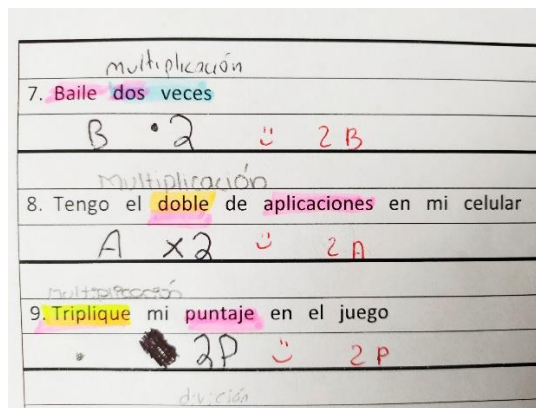 multiplicación
7. Baile dos veces
B • 2 :) 2B
Multiplicación
8. Tengo el doble de aplicaciones en mi celular
A x2 :) 2A
multiplicación
9. Triplique mi puntaje en el juego
2P :) 2P
división